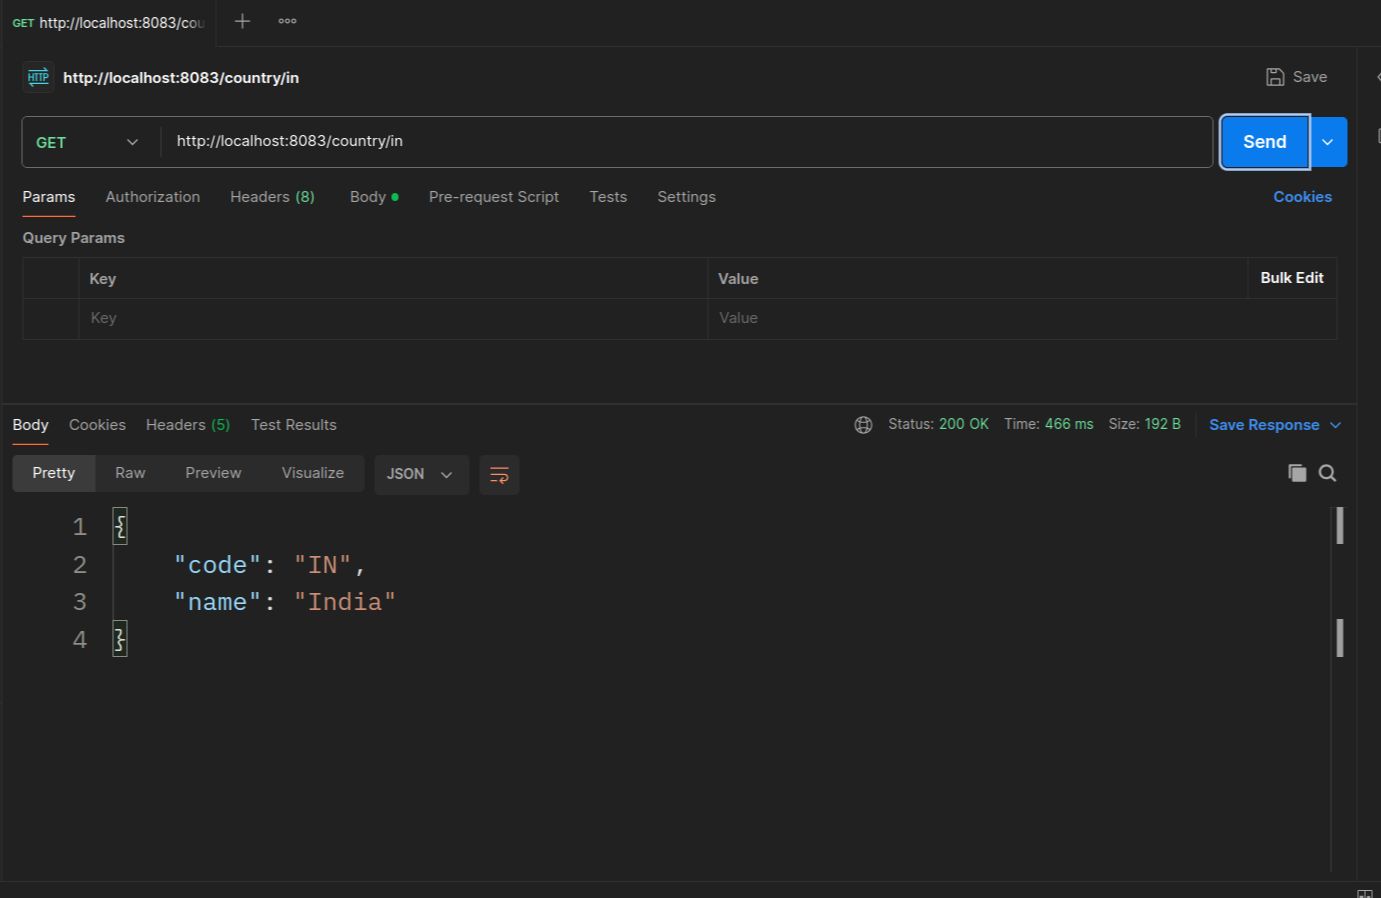 GET http://localhost:8083/cou
HTTP http://localhost:8083/country/in
Save
GET http://localhost:8083/country/in
Send
Params Authorization Headers (8) Body Pre-request Script Tests Settings Cookies
Query Params
Key Value Bulk Edit
Key Value
Body Cookies Headers (5) Test Results Status: 200 OK Time: 466 ms Size: 192 B Save Response
Pretty Raw Preview Visualize JSON
1 {
2 "code": "IN",
3 "name": "India"
4 }